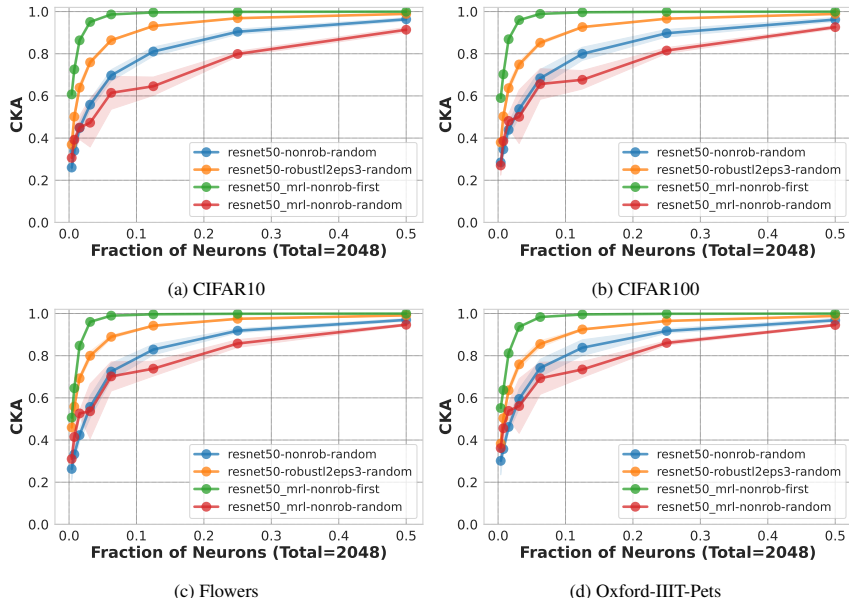 1.0
0.8
0.6
0.4
0.2
0.0
CKA
resnet50-nonrob-random
resnet50-robustl2eps3-random
resnet50_mrl-nonrob-first
resnet50_mrl-nonrob-random
0.0 0.1 0.2 0.3 0.4 0.5
Fraction of Neurons (Total=2048)
(a) CIFAR10
1.0
0.8
0.6
0.4
0.2
0.0
CKA
resnet50-nonrob-random
resnet50-robustl2eps3-random
resnet50_mrl-nonrob-first
resnet50_mrl-nonrob-random
0.0 0.1 0.2 0.3 0.4 0.5
Fraction of Neurons (Total=2048)
(b) CIFAR100
1.0
0.8
0.6
0.4
0.2
0.0
CKA
resnet50-nonrob-random
resnet50-robustl2eps3-random
resnet50_mrl-nonrob-first
resnet50_mrl-nonrob-random
0.0 0.1 0.2 0.3 0.4 0.5
Fraction of Neurons (Total=2048)
(c) Flowers
1.0
0.8
0.6
0.4
0.2
0.0
CKA
resnet50-nonrob-random
resnet50-robustl2eps3-random
resnet50_mrl-nonrob-first
resnet50_mrl-nonrob-random
0.0 0.1 0.2 0.3 0.4 0.5
Fraction of Neurons (Total=2048)
(d) Oxford-IIIT-Pets